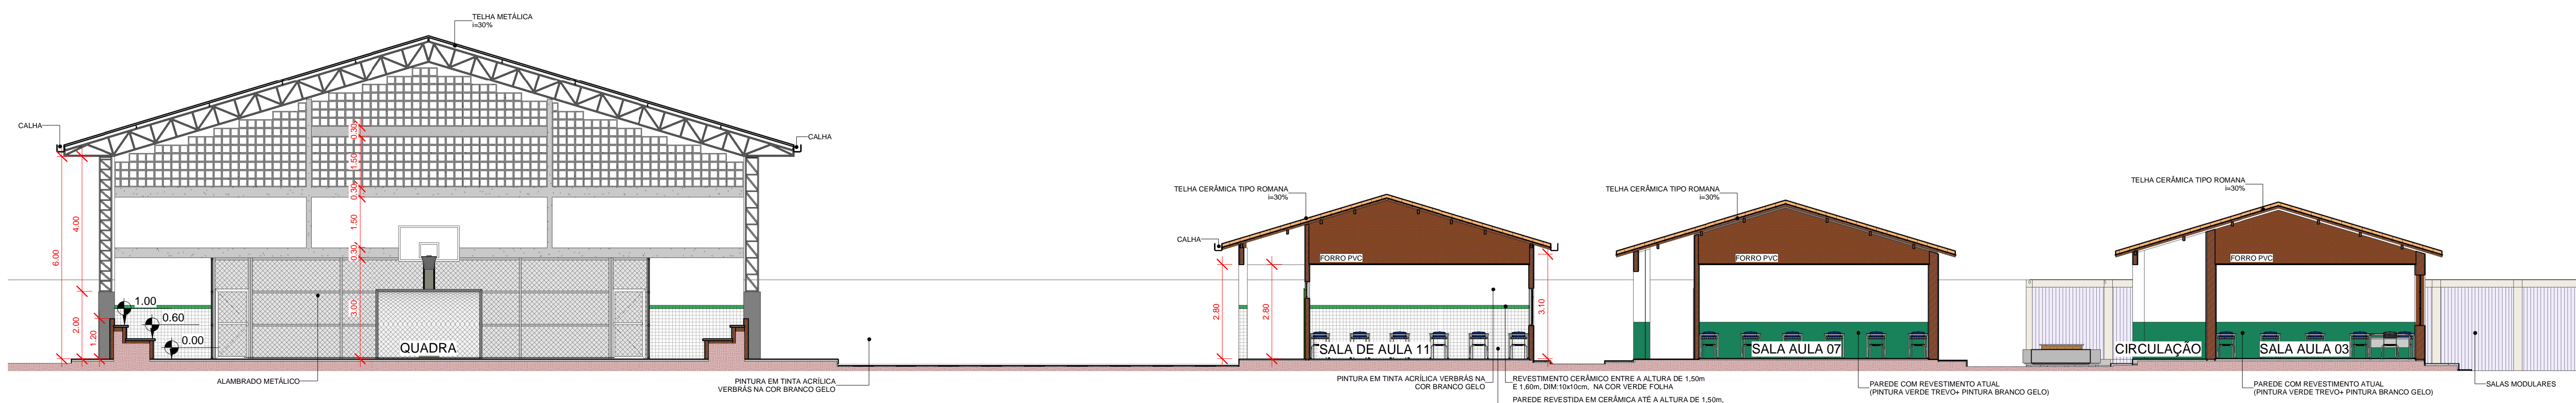 TELHA METÁLICA
i=30%
CALHA
CALHA
0.30
1.50
0.30
1.50
0.30
3.00
4.00
6.00
2.00
1.20
1.00
0.60
0.00
QUADRA
ALAMBRADO METÁLICO
PINTURA EM TINTA ACRÍLICA
VERBRÁS NA COR BRANCO GELO
TELHA CERÂMICA TIPO ROMANA
i=30%
CALHA
FORRO PVC
2.80
2.80
3.10
SALA DE AULA 11
PINTURA EM TINTA ACRÍLICA VERBRÁS NA
COR BRANCO GELO
REVESTIMENTO CERÂMICO ENTRE A ALTURA DE 1,50m
E 1,60m, DIM:10x10cm, NA COR VERDE FOLHA
PAREDE REVESTIDA EM CERÂMICA ATÉ A ALTURA DE 1,50m,
TELHA CERÂMICA TIPO ROMANA
i=30%
FORRO PVC
SALA AULA 07
PAREDE COM REVESTIMENTO ATUAL
(PINTURA VERDE TREVO+ PINTURA BRANCO GELO)
TELHA CERÂMICA TIPO ROMANA
i=30%
FORRO PVC
CIRCULAÇÃO
SALA AULA 03
PAREDE COM REVESTIMENTO ATUAL
(PINTURA VERDE TREVO+ PINTURA BRANCO GELO)
SALAS MODULARES